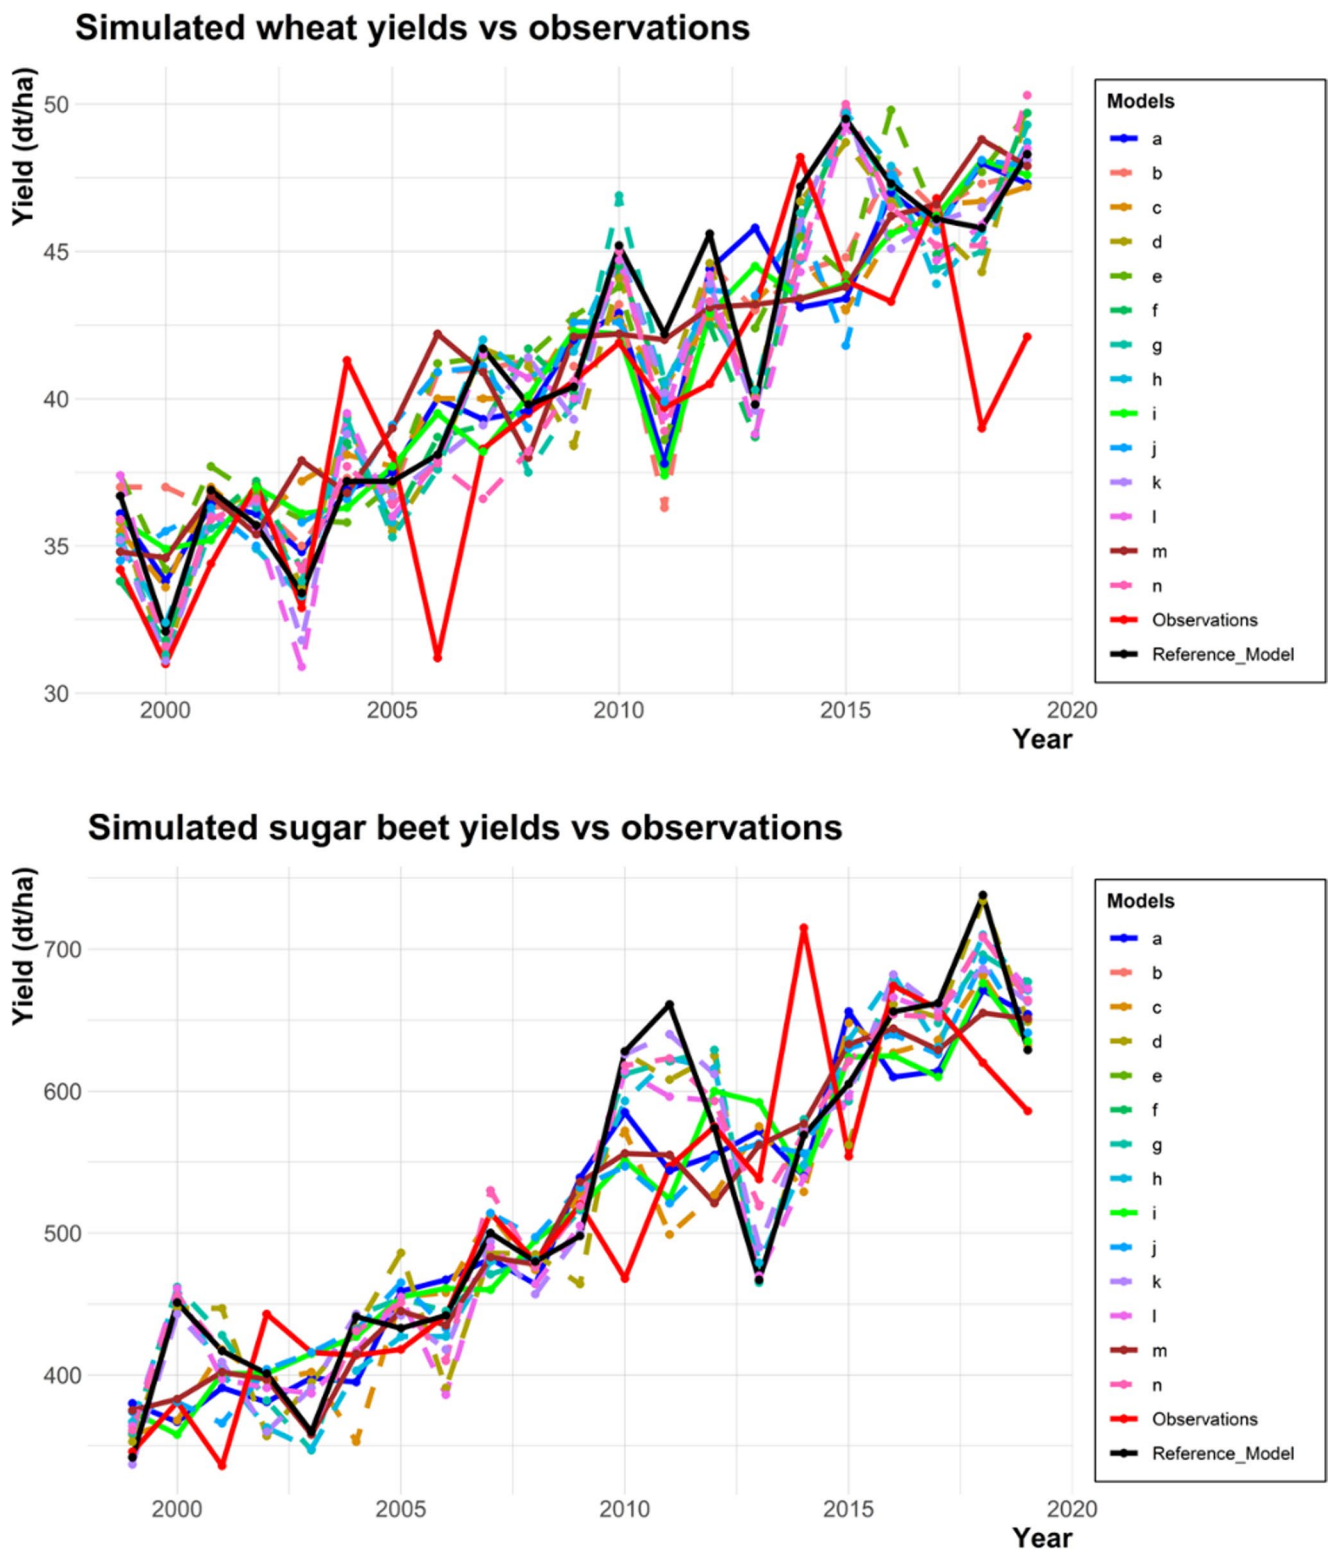 Simulated wheat yields vs observations
Yield (dt/ha)
50
45
40
35
30
2000
2005
2010
2015
2020
Year
Models
a
b
c
d
e
f
g
h
i
j
k
l
m
n
Observations
Reference_Model
Simulated sugar beet yields vs observations
Yield (dt/ha)
700
600
500
400
2000
2005
2010
2015
2020
Year
Models
a
b
c
d
e
f
g
h
i
j
k
l
m
n
Observations
Reference_Model